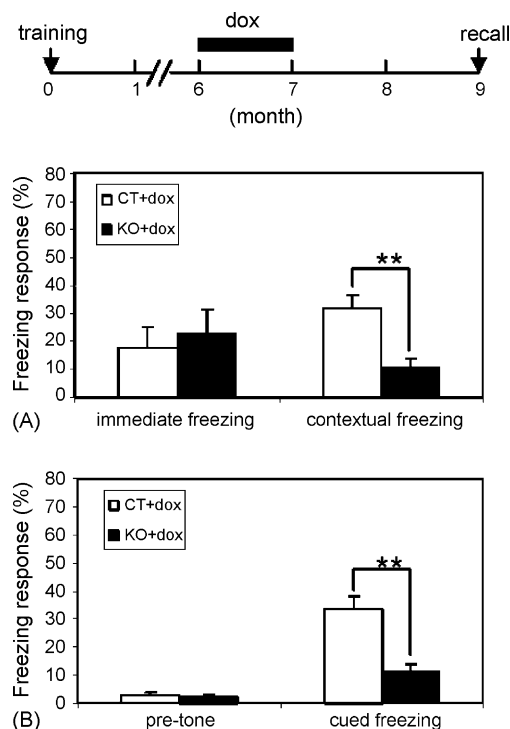 dox
training recall
0 1 6 7 8 9
(month)
80
70
60
50
40
30
20
10
0
Freezing response (%)
CT+dox
KO+dox
**
immediate freezing contextual freezing
(A)
80
70
60
50
40
30
20
10
0
Freezing response (%)
CT+dox
KO+dox
**
pre-tone cued freezing
(B)